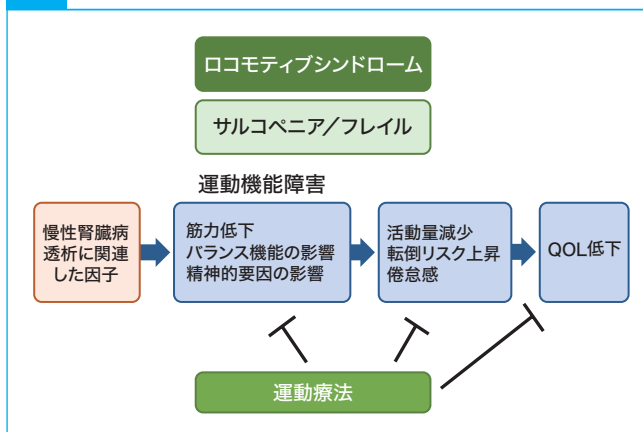 ロコモティブシンドローム
サルコペニア／フレイル
運動機能障害
慢性腎臓病
透析に関連
した因子
筋力低下
バランス機能の影響
精神的要因の影響
活動量減少
転倒リスク上昇
倦怠感
QOL低下
運動療法